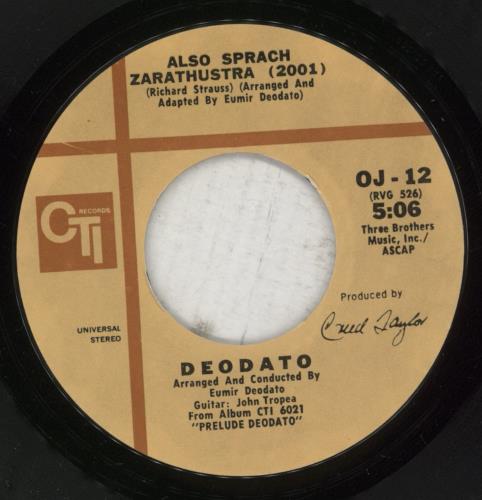 ALSO SPRACH
ZARATHUSTRA (2001)
(Richard Strauss) (Arranged And
Adapted By Eumir Deodato)
OJ - 12
(RVG 526)
5:06
Three Brothers
Music, Inc./
ASCAP
CTI
RECORDS
Produced by
Creed Taylor
UNIVERSAL
STEREO
DEODATO
Arranged And Conducted By
Eumir Deodato
Guitar: John Tropea
From Album CTI 6021
"PRELUDE DEODATO"